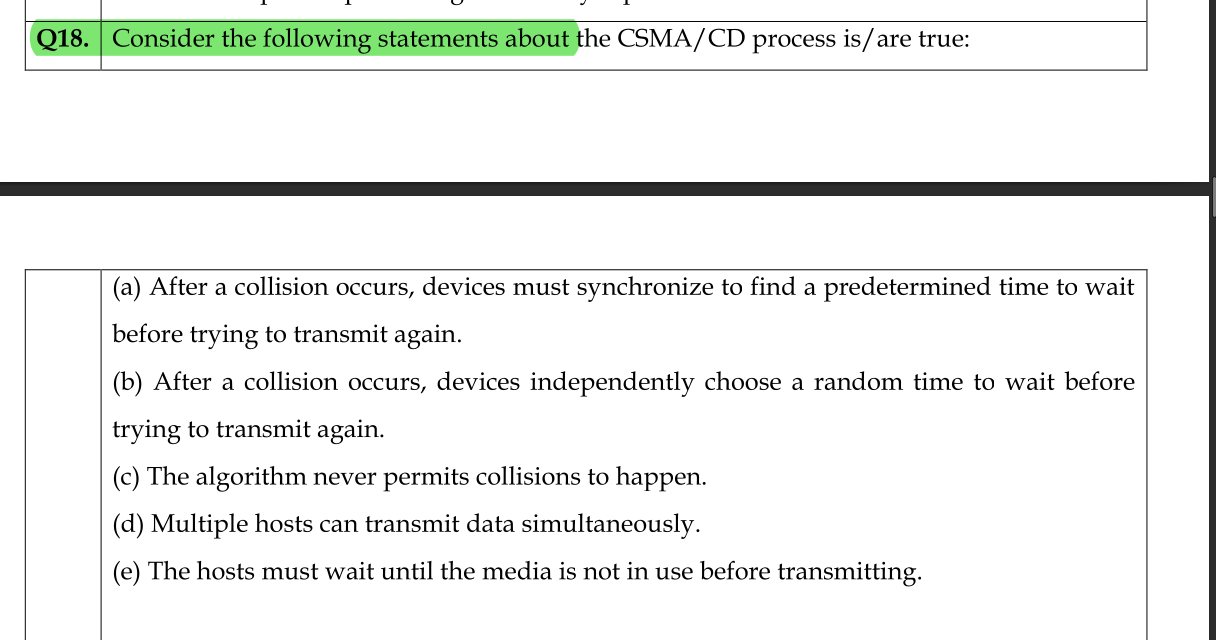 Q18. Consider the following statements about the CSMA/CD process is/are true:
(a) After a collision occurs, devices must synchronize to find a predetermined time to wait
before trying to transmit again.
(b) After a collision occurs, devices independently choose a random time to wait before
trying to transmit again.
(c) The algorithm never permits collisions to happen.
(d) Multiple hosts can transmit data simultaneously.
(e) The hosts must wait until the media is not in use before transmitting.